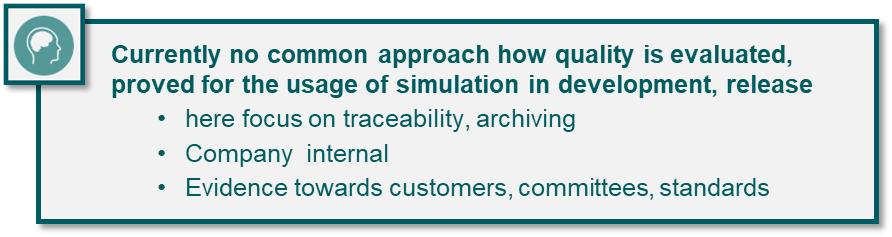 Currently no common approach how quality is evaluated,
proved for the usage of simulation in development, release
• here focus on traceability, archiving
• Company internal
• Evidence towards customers, committees, standards